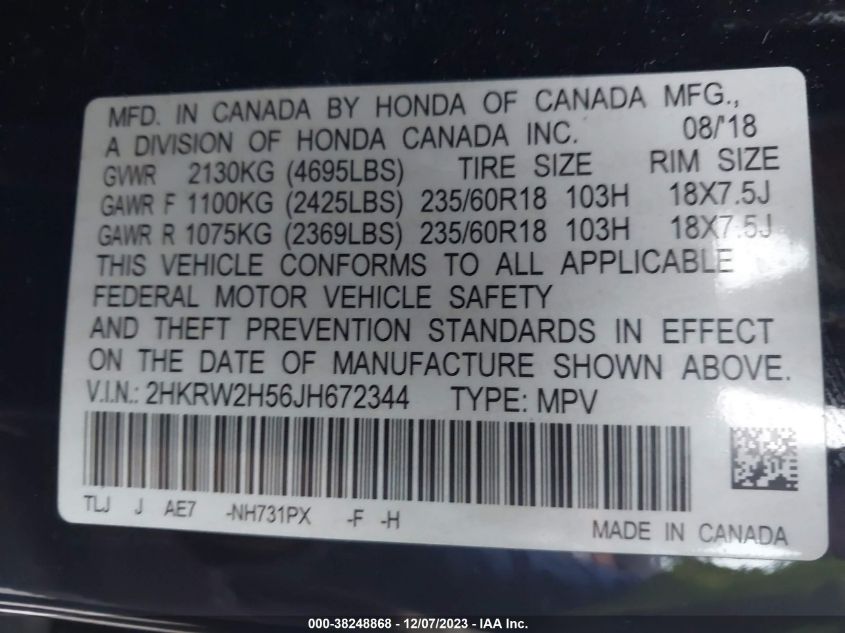 MFD. IN CANADA BY HONDA OF CANADA MFG.,
A DIVISION OF HONDA CANADA INC. 08/'18
GVWR 2130KG (4695LBS) TIRE SIZE RIM SIZE
GAWR F 1100KG (2425LBS) 235/60R18 103H 18X7.5J
GAWR R 1075KG (2369LBS) 235/60R18 103H 18X7.5J
THIS VEHICLE CONFORMS TO ALL APPLICABLE
FEDERAL MOTOR VEHICLE SAFETY
AND THEFT PREVENTION STANDARDS IN EFFECT
ON THE DATE OF MANUFACTURE SHOWN ABOVE.
V.I.N.: 2HKRW2H56JH672344 TYPE: MPV
TLJ J AE7 -NH731PX -F -H
MADE IN CANADA
000-38248868 - 12/07/2023 - IAA Inc.